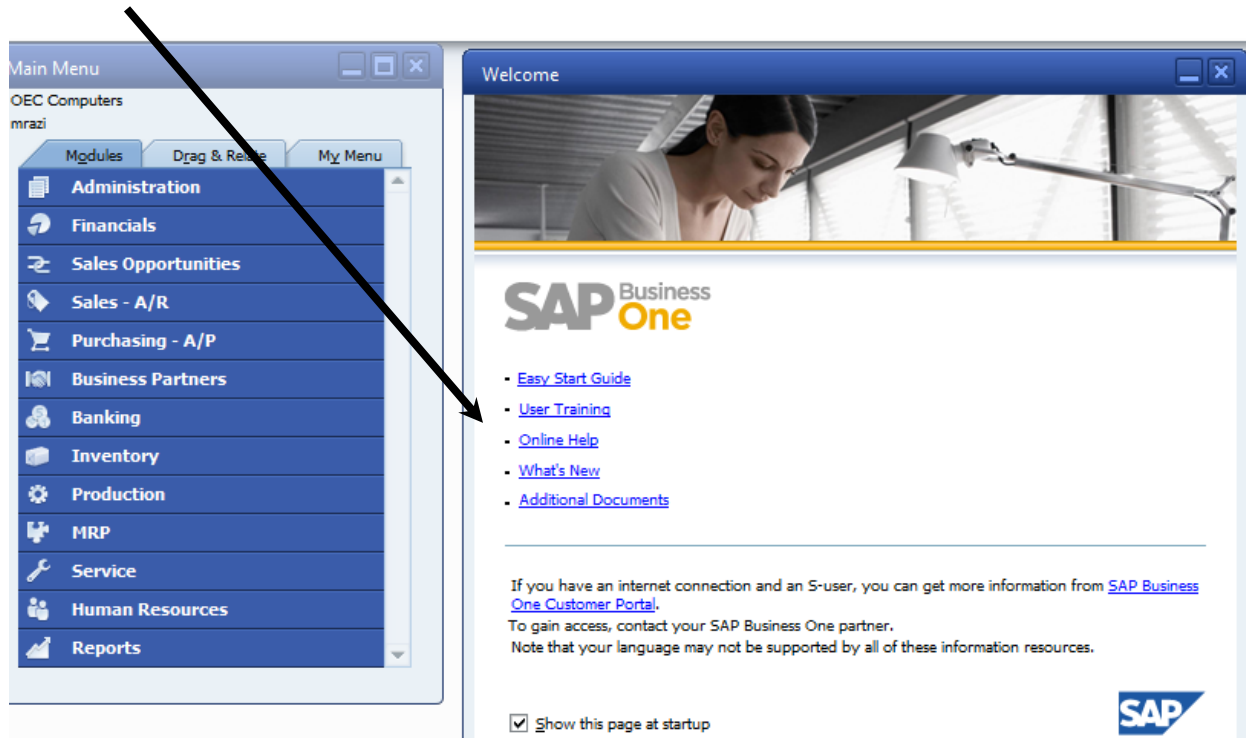 Main Menu
OEC Computers
mrazi
Modules Drag & Relate My Menu
Administration
Financials
Sales Opportunities
Sales - A/R
Purchasing - A/P
Business Partners
Banking
Inventory
Production
MRP
Service
Human Resources
Reports
Welcome
SAP Business One
- Easy Start Guide
- User Training
- Online Help
- What's New
- Additional Documents
If you have an internet connection and an S-user, you can get more information from SAP Business
One Customer Portal.
To gain access, contact your SAP Business One partner.
Note that your language may not be supported by all of these information resources.
Show this page at startup
SAP